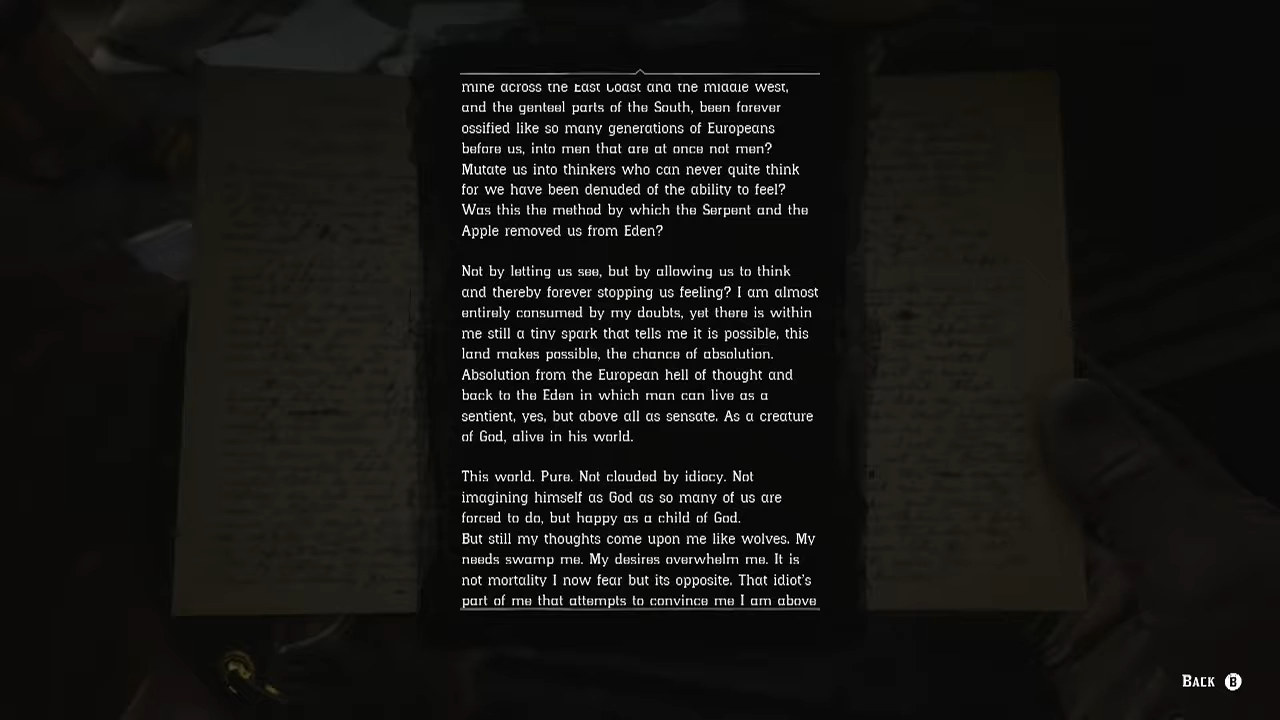 mine across the East Coast and the middle west,
and the genteel parts of the South, been forever
ossified like so many generations of Europeans
before us, into men that are at once not men?
Mutate us into thinkers who can never quite think
for we have been denuded of the ability to feel?
Was this the method by which the Serpent and the
Apple removed us from Eden?
Not by letting us see, but by allowing us to think
and thereby forever stopping us feeling? I am almost
entirely consumed by my doubts, yet there is within
me still a tiny spark that tells me it is possible, this
land makes possible, the chance of absolution.
Absolution from the European hell of thought and
back to the Eden in which man can live as a
sentient, yes, but above all as sensate. As a creature
of God, alive in his world.
This world. Pure. Not clouded by idiocy. Not
imagining himself as God as so many of us are
forced to do, but happy as a child of God.
But still my thoughts come upon me like wolves. My
needs swamp me. My desires overwhelm me. It is
not mortality I now fear but its opposite. That idiot's
part of me that attempts to convince me I am above
BACK B